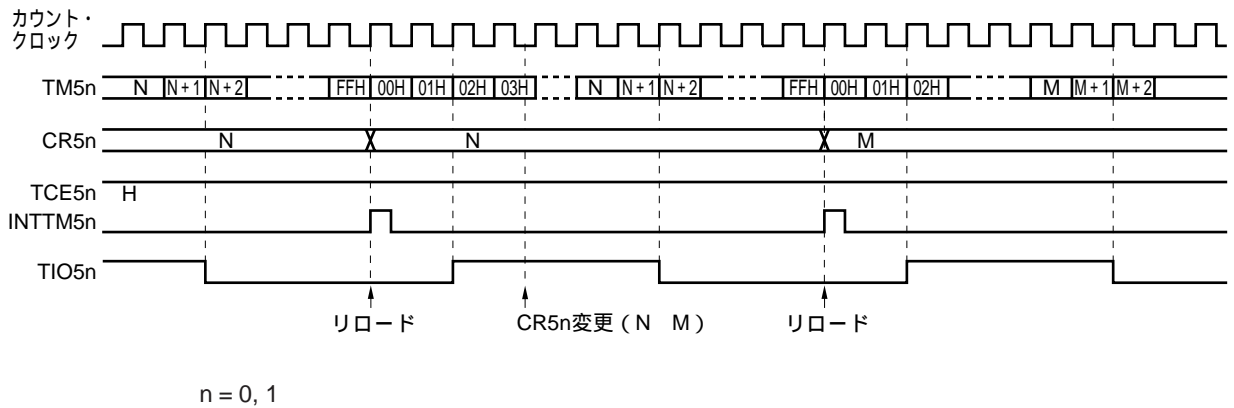 カウント・
クロック
TM5n N N+1 N+2 FFH 00H 01H 02H 03H N N+1 N+2 FFH 00H 01H 02H M M+1 M+2
CR5n N N M
TCE5n H
INTTM5n
TIO5n
リロード CR5n変更（N M） リロード
n = 0, 1